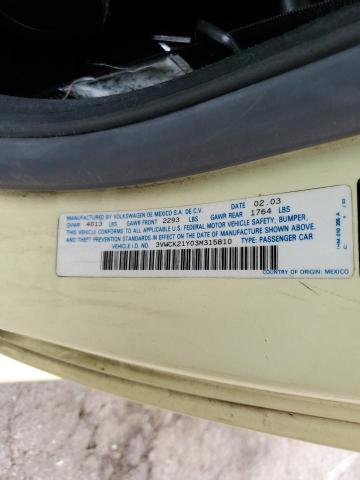 MANUFACTURED BY VOLKSWAGEN DE MEXICO S.A. DE C.V. DATE 02.03
GVWR 4013 LBS GAWR FRONT 2293 LBS GAWR REAR 1764 LBS
THIS VEHICLE CONFORMS TO ALL APPLICABLE U.S. FEDERAL MOTOR VEHICLE SAFETY, BUMPER,
AND THEFT PREVENTION STANDARDS IN EFFECT ON THE DATE OF MANUFACTURE SHOWN ABOVE.
VEHICLE I.D. NO. 3VWCK21Y03M315810 TYPE: PASSENGER CAR
COUNTRY OF ORIGIN: MEXICO